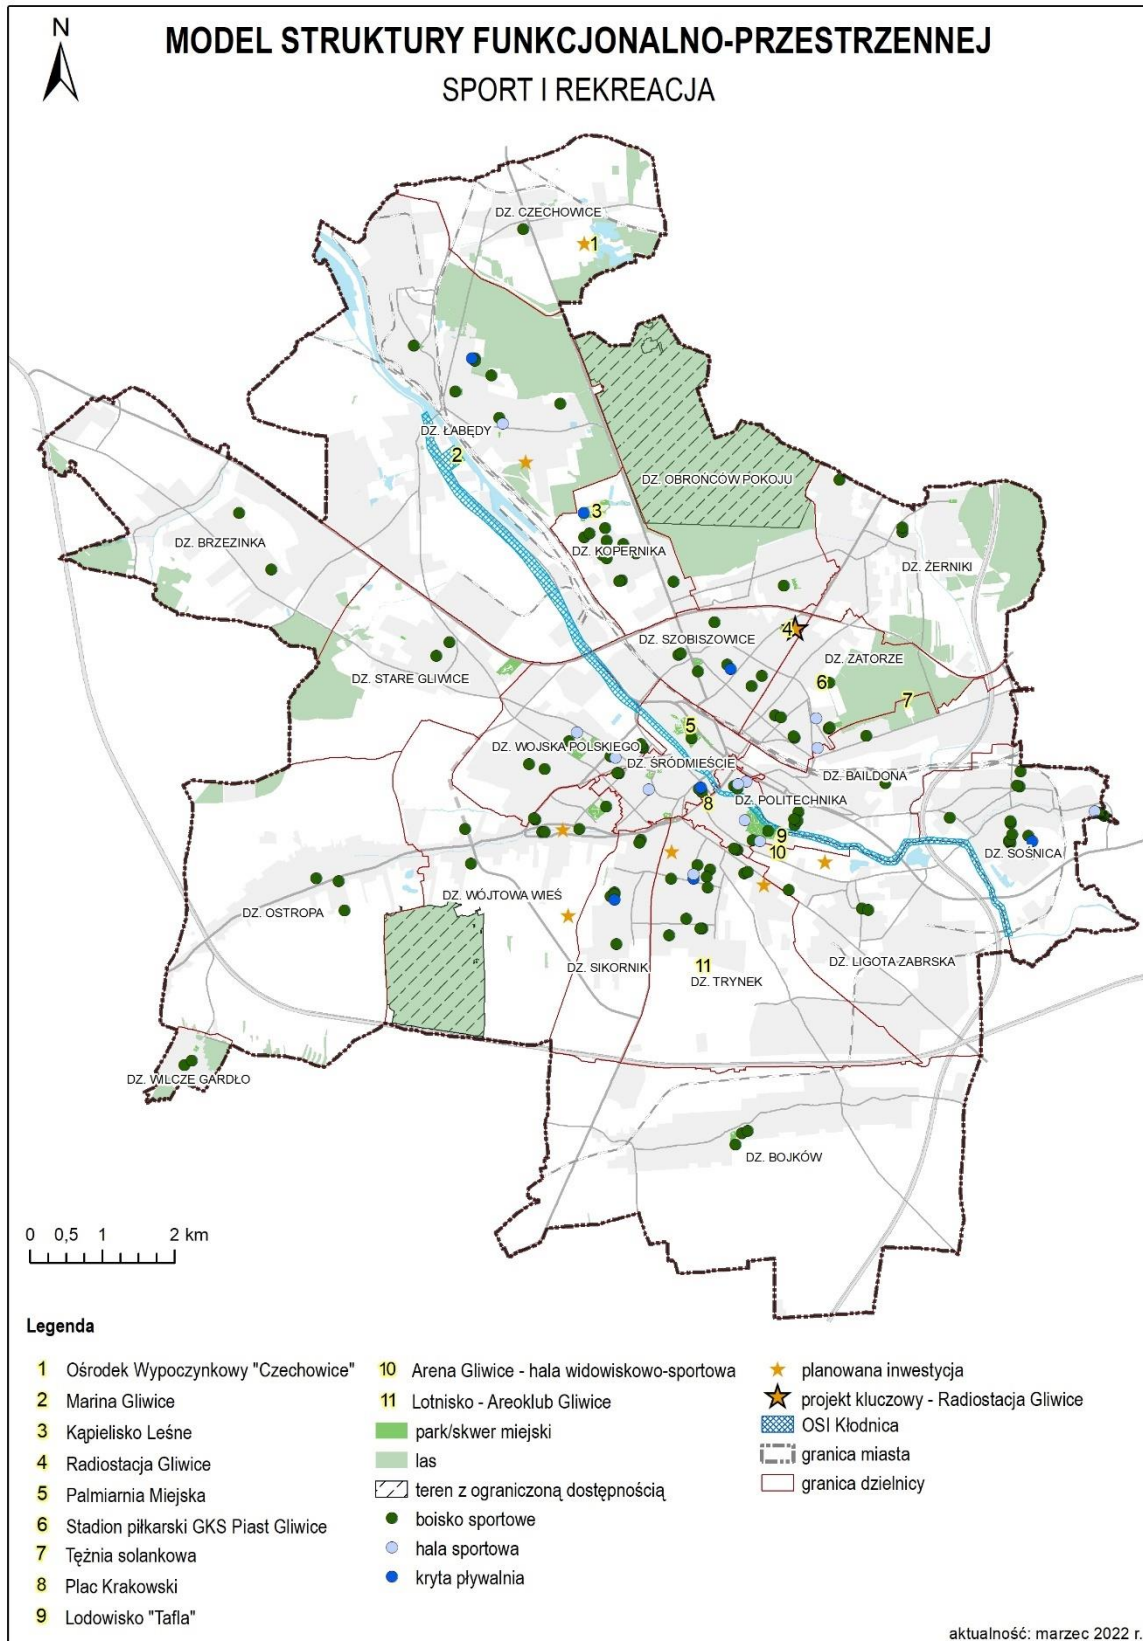 N
MODEL STRUKTURY FUNKCJONALNO-PRZESTRZENNEJ
SPORT I REKREACJA
DZ. CZECHOWICE
1
DZ. ŁABĘDY
2
DZ. OBROŃCÓW POKOJU
3
DZ. BRZEZINKA
DZ. KOPERNIKA
DZ. ŻERNIKI
4
DZ. SZOBISZOWICE
DZ. ZATORZE
DZ. STARE GLIWICE
6
7
5
DZ. WOJSKA POLSKIEGO
DZ. ŚRÓDMIEŚCIE
DZ. BAILDONA
8
DZ. POLITECHNIKA
9
10
DZ. SOŚNICA
DZ. WÓJTOWA WIEŚ
DZ. OSTROPA
DZ. SIKORNIK
11
DZ. LIGOTA ZABRSKA
DZ. TRYNEK
DZ. WILCZE GARDŁO
DZ. BOJKÓW
0 0,5 1 2 km
Legenda
1 Ośrodek Wypoczynkowy "Czechowice"
2 Marina Gliwice
3 Kąpielisko Leśne
4 Radiostacja Gliwice
5 Palmiarnia Miejska
6 Stadion piłkarski GKS Piast Gliwice
7 Tężnia solankowa
8 Plac Krakowski
9 Lodowisko "Tafla"
10 Arena Gliwice - hala widowiskowo-sportowa
11 Lotnisko - Areoklub Gliwice
park/skwer miejski
las
teren z ograniczoną dostępnością
boisko sportowe
hala sportowa
kryta pływalnia
planowana inwestycja
projekt kluczowy - Radiostacja Gliwice
OSI Kłodnica
granica miasta
granica dzielnicy
aktualność: marzec 2022 r.